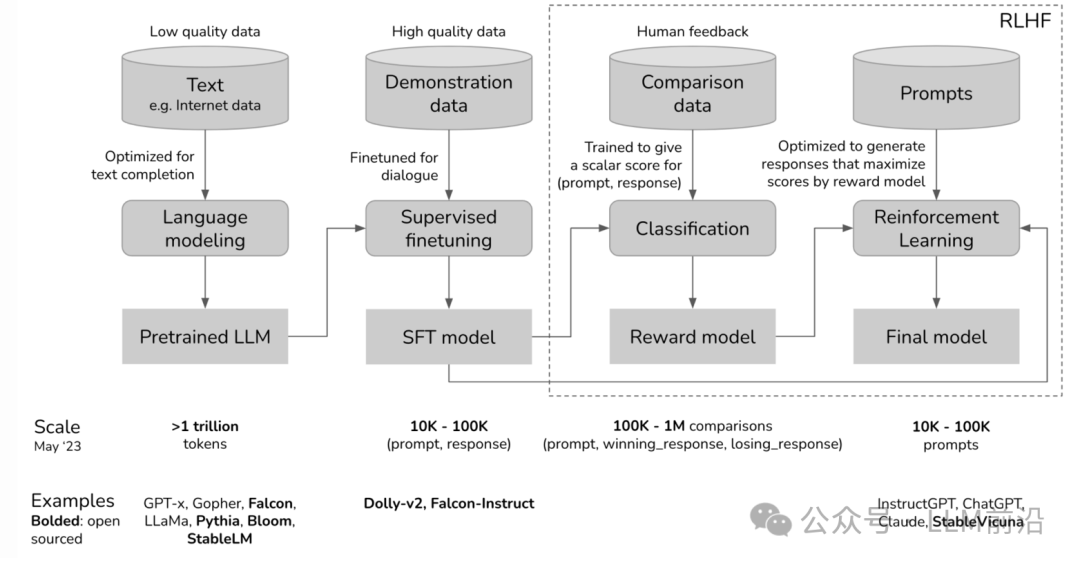 RLHF
Low quality data
High quality data
Human feedback
Text
e.g. Internet data
Demonstration
data
Comparison
data
Prompts
Optimized for
text completion
Finetuned for
dialogue
Trained to give
a scalar score for
(prompt, response)
Optimized to generate
responses that maximize
scores by reward model
Language
modeling
Supervised
finetuning
Classification
Reinforcement
Learning
Pretrained LLM
SFT model
Reward model
Final model
Scale
May ‘23
>1 trillion
tokens
10K - 100K
(prompt, response)
100K - 1M comparisons
(prompt, winning_response, losing_response)
10K - 100K
prompts
Examples
Bolded: open
sourced
GPT-x, Gopher, Falcon,
LLaMa, Pythia, Bloom,
StableLM
Dolly-v2, Falcon-Instruct
InstructGPT, ChatGPT,
Claude, StableVicuna
公众号 LLM前沿